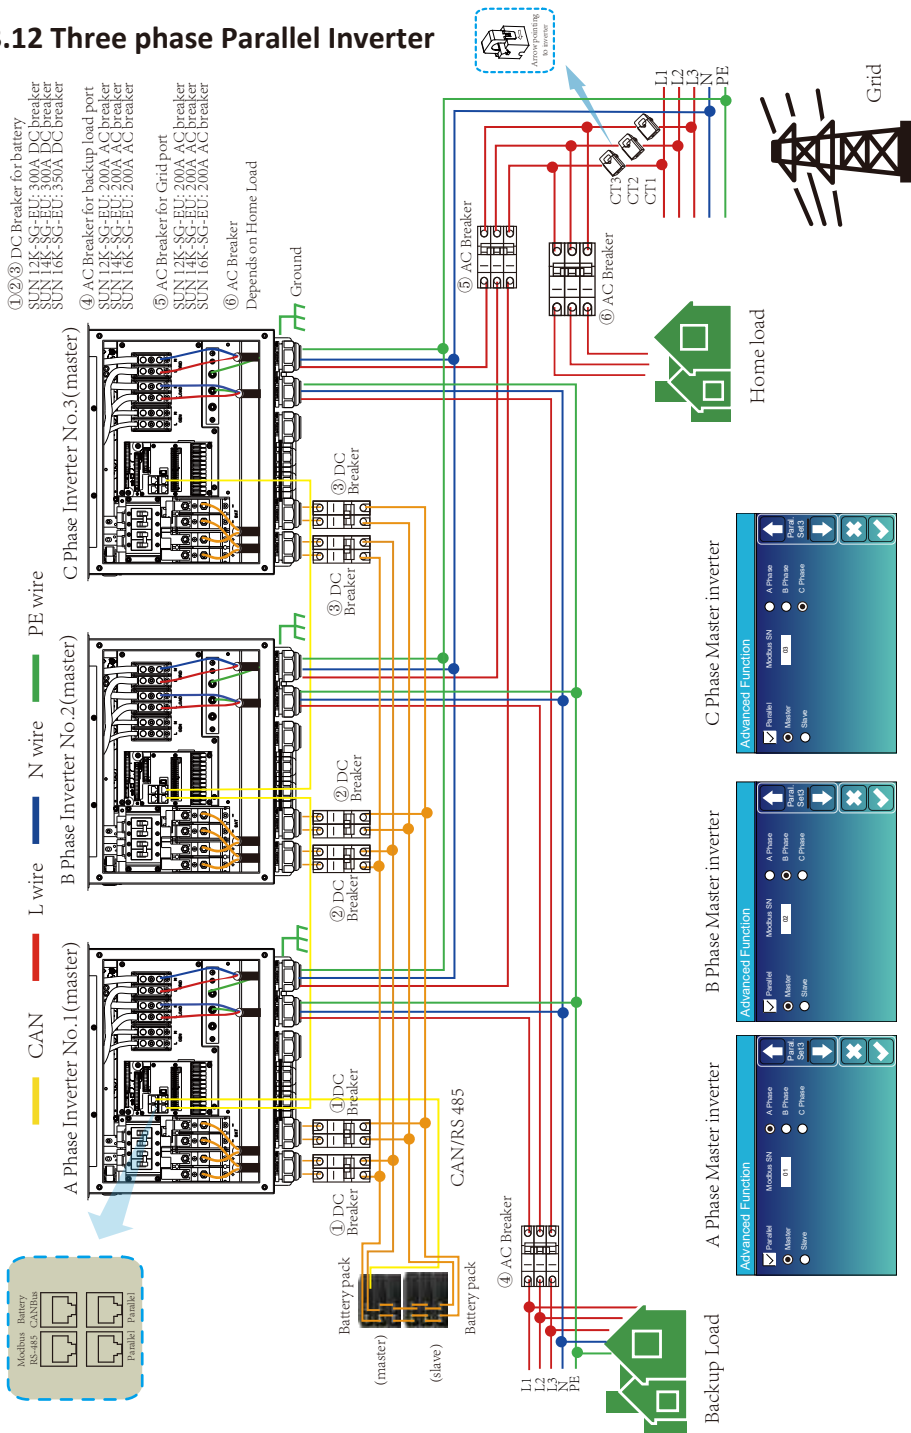 .12 Three phase Parallel Inverter
①②③ DC Breaker for battery
SUN 12K-SG-EU: 300A DC breaker
SUN 14K-SG-EU: 300A DC breaker
SUN 16K-SG-EU: 350A DC breaker
④ AC Breaker for backup load port
SUN 12K-SG-EU: 200A AC breaker
SUN 14K-SG-EU: 200A AC breaker
SUN 16K-SG-EU: 200A AC breaker
⑤ AC Breaker for Grid port
SUN 12K-SG-EU: 200A AC breaker
SUN 14K-SG-EU: 200A AC breaker
SUN 16K-SG-EU: 200A AC breaker
⑥ AC Breaker
Depends on Home Load
CAN
L wire
N wire
PE wire
A Phase Inverter No.1(master)
B Phase Inverter No.2(master)
C Phase Inverter No.3(master)
Ground
Modbus
RS-485
Battery
CANBus
Parallel
Parallel
Arrow pointing
to inverter
① DC
Breaker
①DC
Breaker
② DC
Breaker
② DC
Breaker
③ DC
Breaker
③ DC
Breaker
CAN/RS 485
Battery pack
(master)
(slave)
Battery pack
④ AC Breaker
⑤ AC Breaker
⑥ AC Breaker
CT3
CT2
CT1
L1
L2
L3
N
PE
Grid
Home load
L1
L2
L3
N
PE
Backup Load
A Phase Master inverter
Advanced Function
Parallel
Master
Slave
Modbus SN
01
A Phase
B Phase
C Phase
Paral.
Set3
B Phase Master inverter
Advanced Function
Parallel
Master
Slave
Modbus SN
02
A Phase
B Phase
C Phase
Paral.
Set3
C Phase Master inverter
Advanced Function
Parallel
Master
Slave
Modbus SN
03
A Phase
B Phase
C Phase
Paral.
Set3